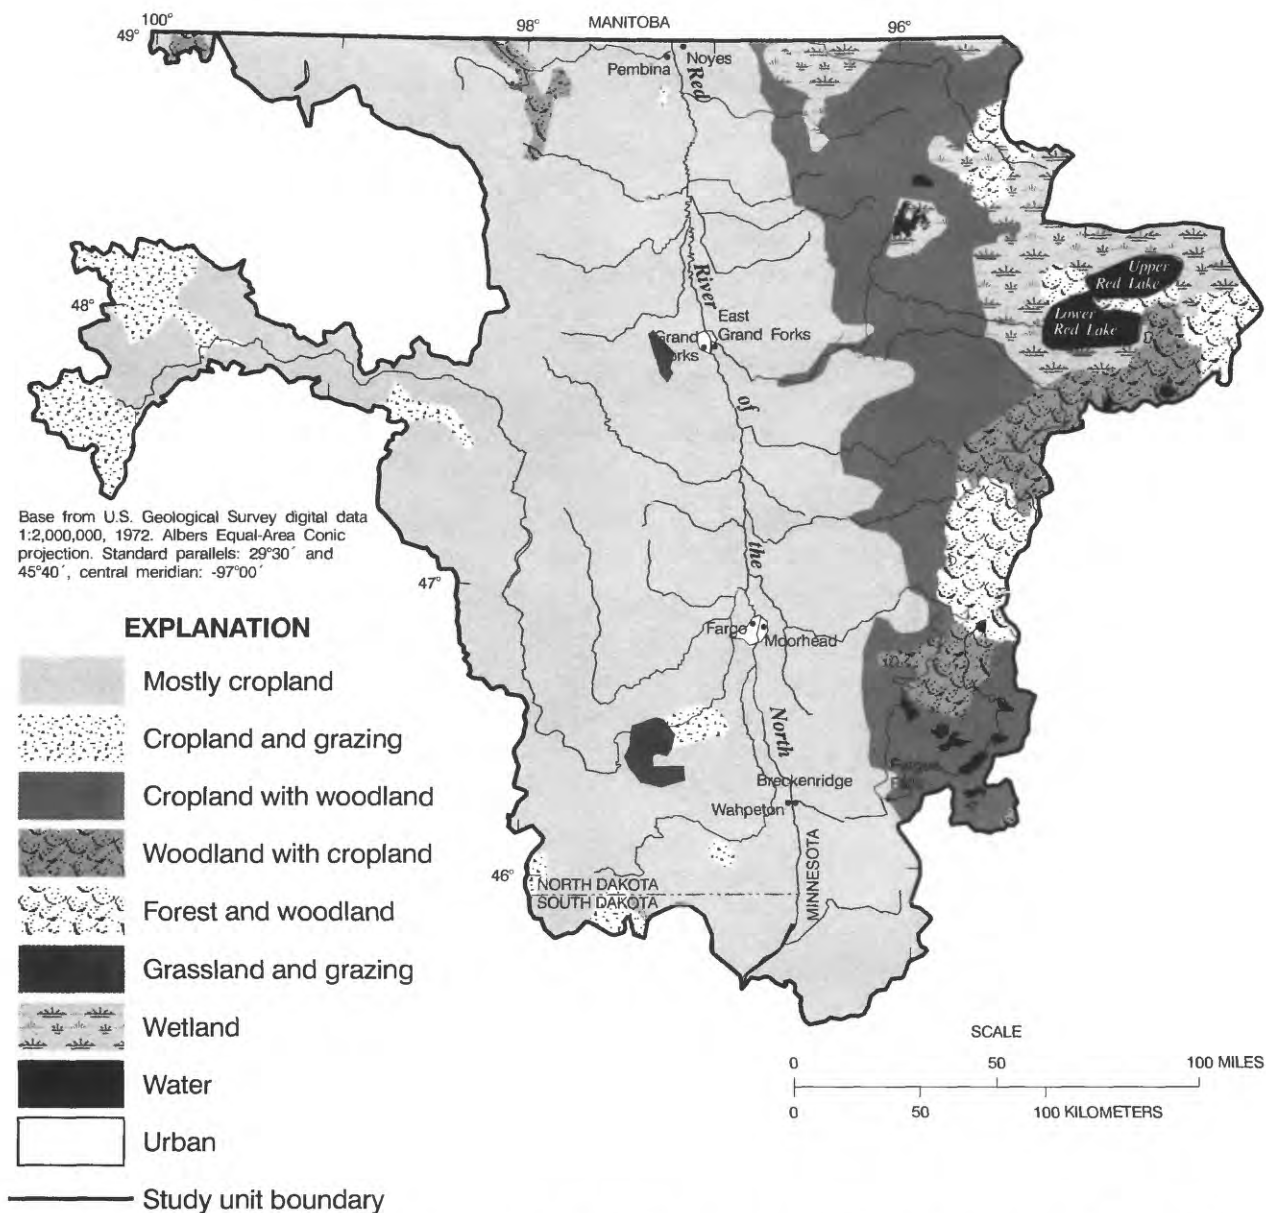 100°
98°
MANITOBA
96°
49°
Noyes
Pembina
Red
Upper
Red Lake
River
48°
Lower
Red Lake
East
Grand Forks
Grand
of
Base from U.S. Geological Survey digital data
1:2,000,000, 1972. Albers Equal-Area Conic
projection. Standard parallels: 29°30´ and
45°40´, central meridian: -97°00´
the
47°
EXPLANATION
Fargo
Moorhead
Mostly cropland
North
Cropland and grazing
Breckenridge
Cropland with woodland
Wahpeton
Woodland with cropland
46°
NORTH DAKOTA
SOUTH DAKOTA
MINNESOTA
Forest and woodland
Grassland and grazing
Wetland
SCALE
0 50 100 MILES
Water
0 50 100 KILOMETERS
Urban
Study unit boundary